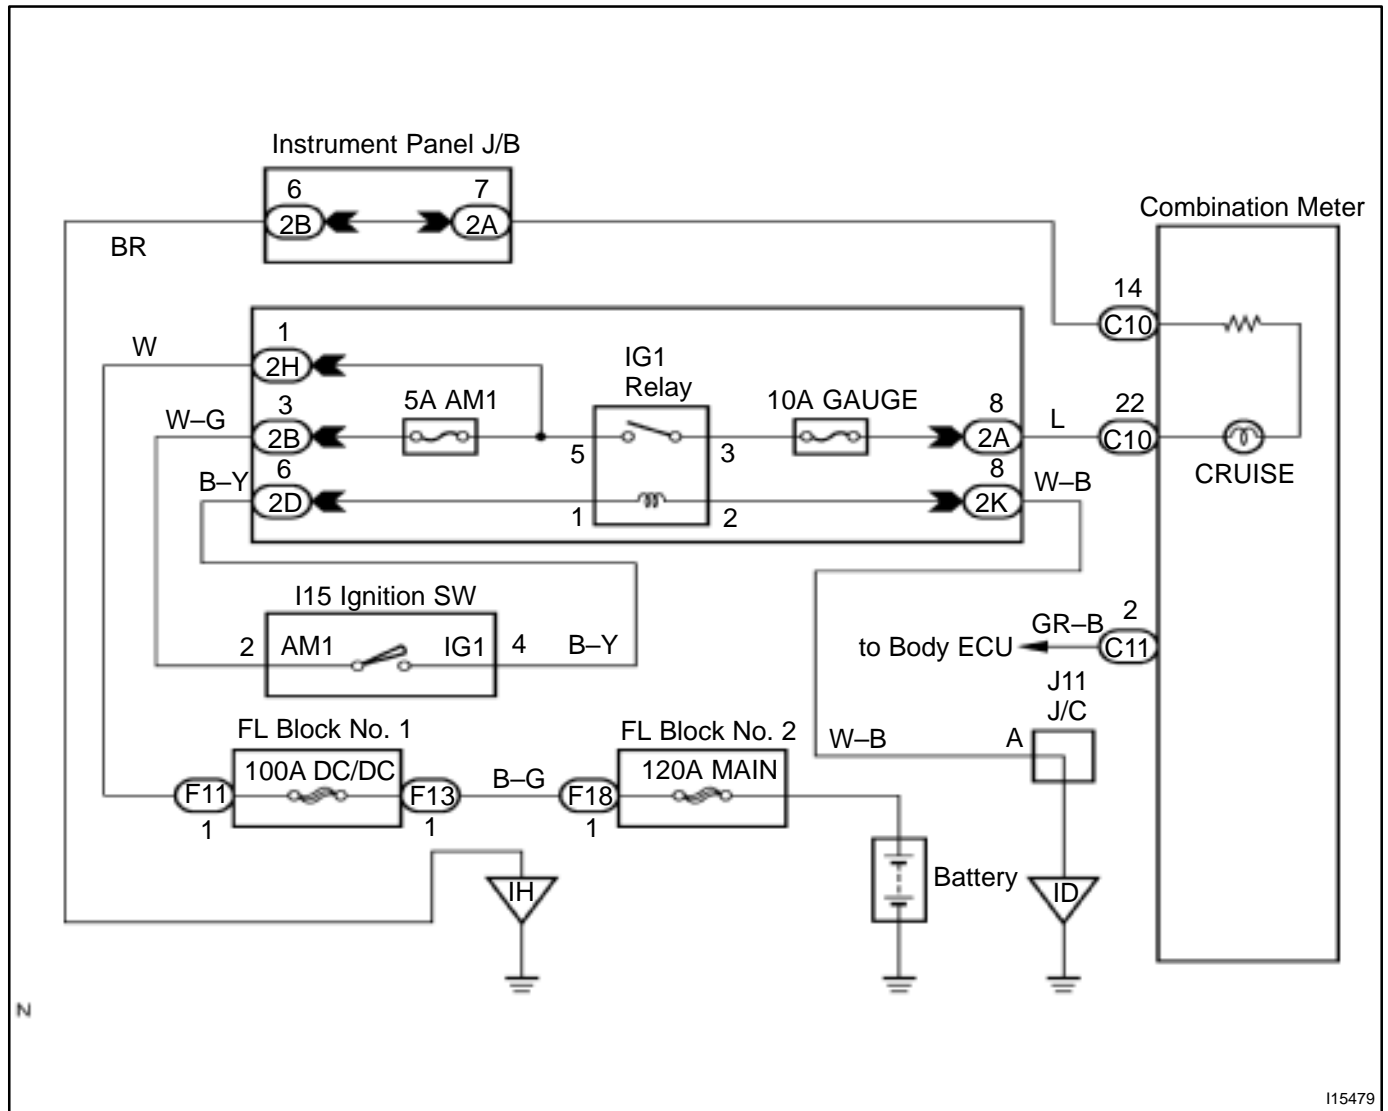 Instrument Panel J/B
6
7
2B
2A
BR
Combination Meter
14
C10
1
W
2H
IG1
Relay
5A AM1
10A GAUGE
3
W–G
2B
5
3
8
2A
L
22
C10
CRUISE
6
B–Y
2D
1
2
8
2K
W–B
I15 Ignition SW
2
AM1
IG1
4
B–Y
2
GR–B
to Body ECU
C11
J11
J/C
A
W–B
FL Block No. 1
FL Block No. 2
100A DC/DC
120A MAIN
B–G
F11
F13
F18
1
1
1
Battery
IH
ID
N
I15479